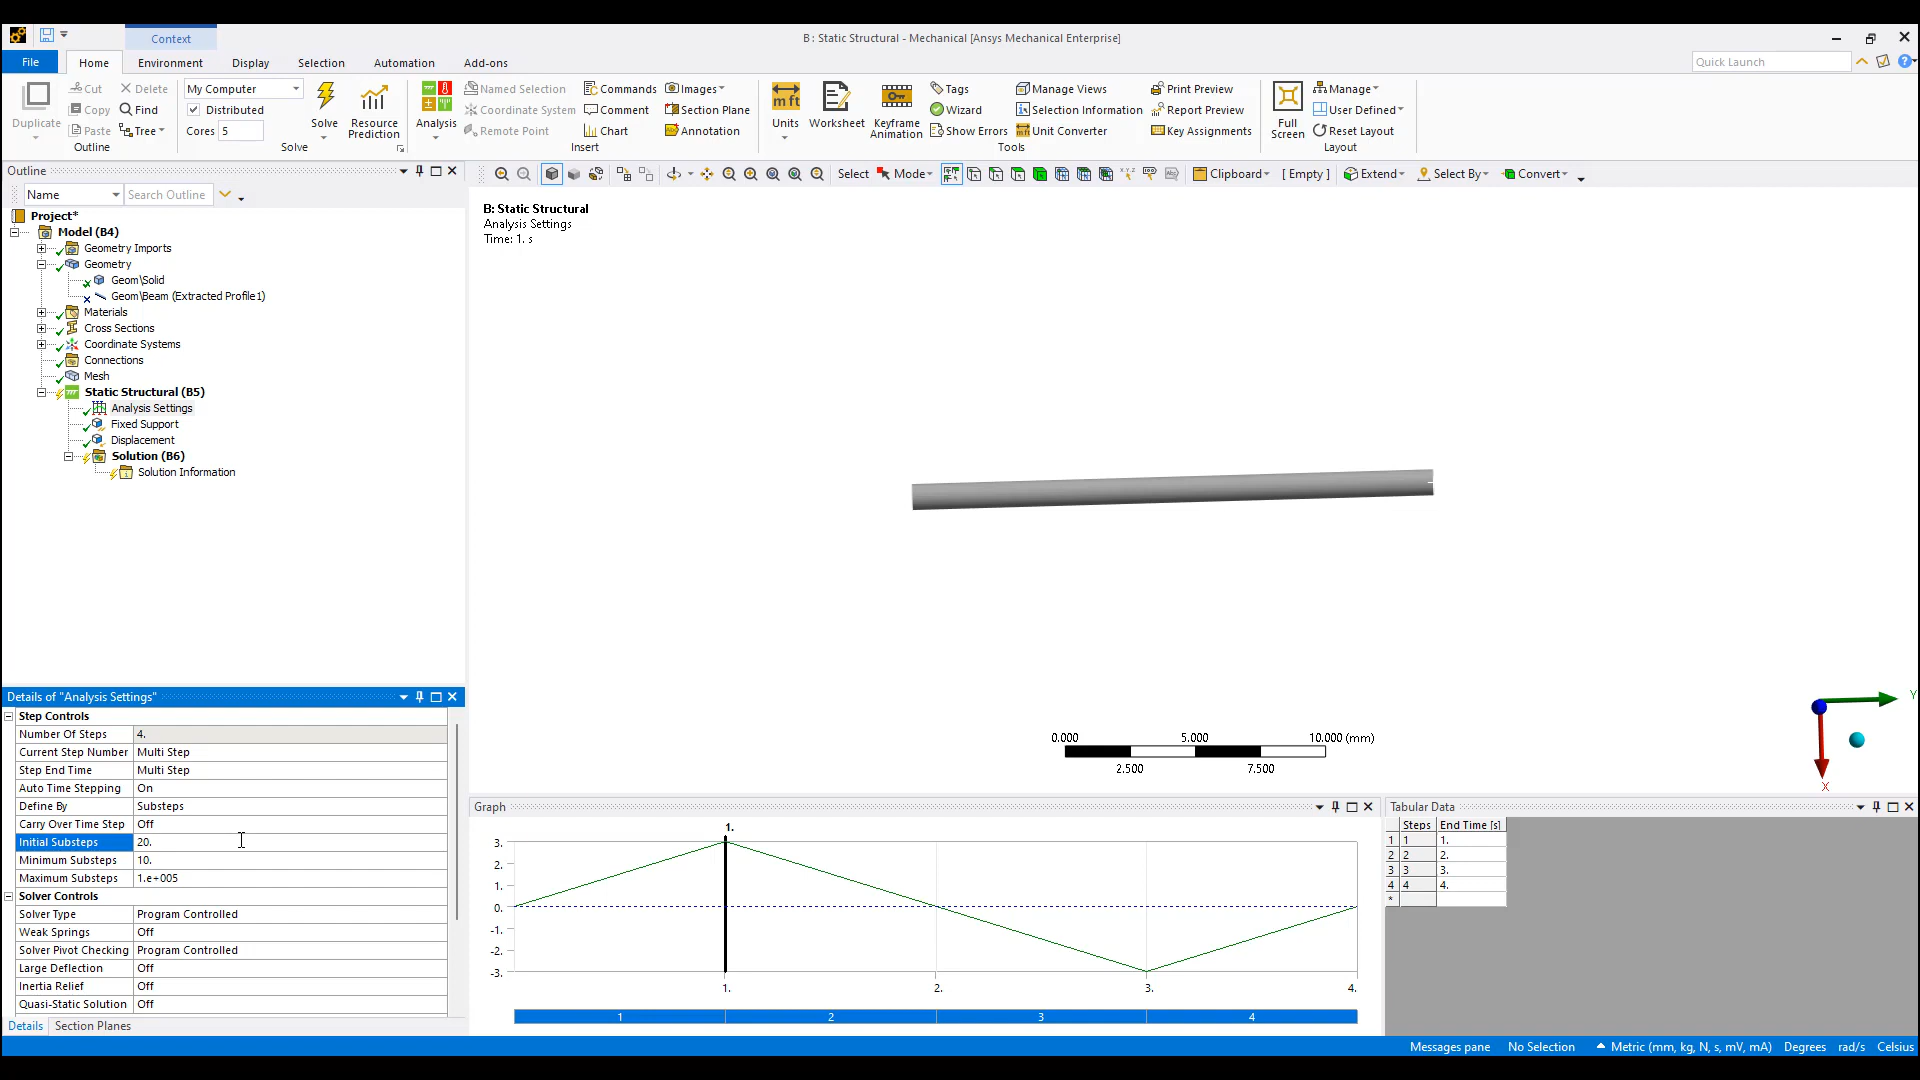 Context
B: Static Structural - Mechanical [Ansys Mechanical Enterprise]
File Home Environment Display Selection Automation Add-ons
Quick Launch
Duplicate
Cut Delete
Copy Find
Paste Tree
Outline
My Computer
Distributed
Cores 5
Solve
Resource Prediction
Solve
Analysis
Named Selection
Coordinate System
Remote Point
Commands
Comment
Chart
Images
Section Plane
Annotation
Insert
Units
Worksheet
Keyframe Animation
Tags
Wizard
Show Errors
Manage Views
Selection Information
Unit Converter
Print Preview
Report Preview
Key Assignments
Tools
Full Screen
Manage
User Defined
Reset Layout
Layout
Outline
Name Search Outline
Select Mode Clipboard [ Empty ] Extend Select By Convert
Project*
Model (B4)
Geometry Imports
Geometry
Geom\Solid
Geom\Beam (Extracted Profile1)
Materials
Cross Sections
Coordinate Systems
Connections
Mesh
Static Structural (B5)
Analysis Settings
Fixed Support
Displacement
Solution (B6)
Solution Information
B: Static Structural
Analysis Settings
Time: 1. s
0.000 5.000 10.000 (mm)
2.500 7.500
Y
X
Details of "Analysis Settings"
Step Controls
Number Of Steps 4.
Current Step Number Multi Step
Step End Time Multi Step
Auto Time Stepping On
Define By Substeps
Carry Over Time Step Off
Initial Substeps 20.
Minimum Substeps 10.
Maximum Substeps 1.e+005
Solver Controls
Solver Type Program Controlled
Weak Springs Off
Solver Pivot Checking Program Controlled
Large Deflection Off
Inertia Relief Off
Quasi-Static Solution Off
Details Section Planes
Graph
1.
3.
2.
1.
0.
-1.
-2.
-3.
1. 2. 3. 4.
1 2 3 4
Tabular Data
Steps End Time [s]
1 1 1.
2 2 2.
3 3 3.
4 4 4.
*
Messages pane No Selection Metric (mm, kg, N, s, mV, mA) Degrees rad/s Celsius